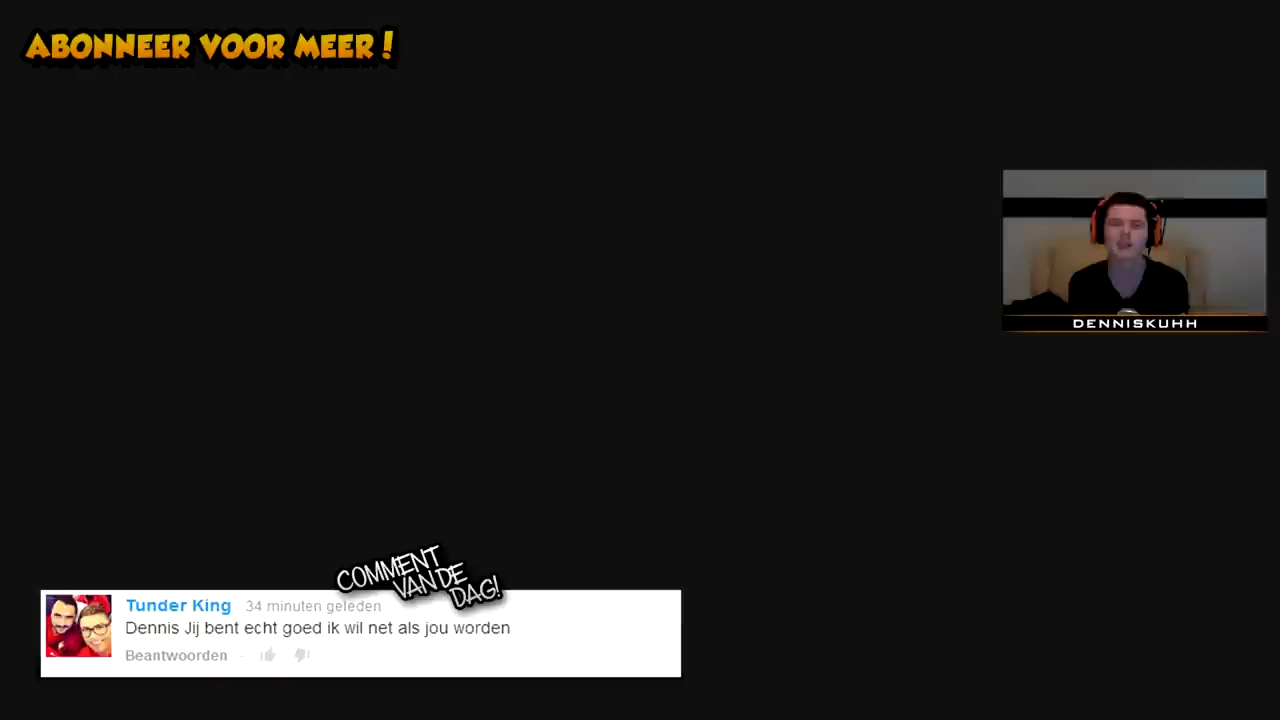 ABONNEER VOOR MEER!
DENNISKUHH
COMMENT
VAN DE
DAG!
Tunder King · 34 minuten geleden
Dennis Jij bent echt goed ik wil net als jou worden
Beantwoorden ·